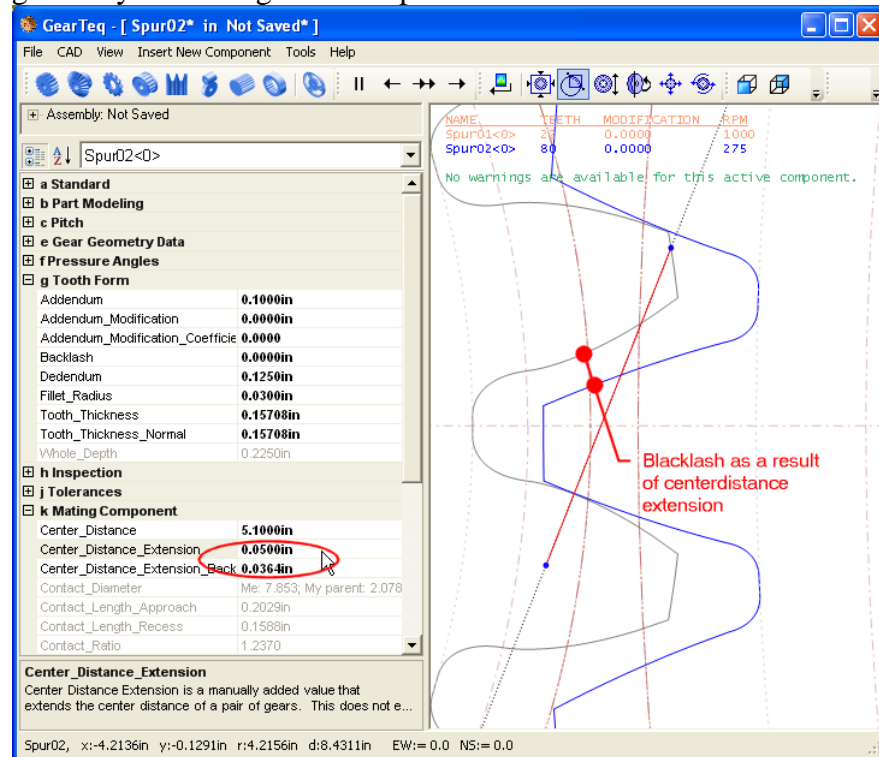 GearTeq - [ Spur02* in Not Saved* ]
File CAD View Insert New Component Tools Help
Assembly: Not Saved
Spur02<0>
a Standard
b Part Modeling
c Pitch
e Gear Geometry Data
f Pressure Angles
g Tooth Form
Addendum 0.1000in
Addendum_Modification 0.0000in
Addendum_Modification_Coefficie 0.0000
Backlash 0.0000in
Dedendum 0.1250in
Fillet_Radius 0.0300in
Tooth_Thickness 0.15708in
Tooth_Thickness_Normal 0.15708in
Whole_Depth 0.2250in
h Inspection
j Tolerances
k Mating Component
Center_Distance 5.1000in
Center_Distance_Extension 0.0500in
Center_Distance_Extension_Back 0.0364in
Contact_Diameter Me: 7.853; My parent: 2.078
Contact_Length_Approach 0.2029in
Contact_Length_Recess 0.1588in
Contact_Ratio 1.2370
Center_Distance_Extension
Center Distance Extension is a manually added value that
extends the center distance of a pair of gears. This does not e...
NAME TEETH MODIFICATION RPM
Spur01<0> 22 0.0000 1000
Spur02<0> 80 0.0000 275
No warnings are available for this active component.
Blacklash as a result
of centerdistance
extension
Spur02, x:-4.2136in y:-0.1291in r:4.2156in d:8.4311in EW:= 0.0 NS:= 0.0